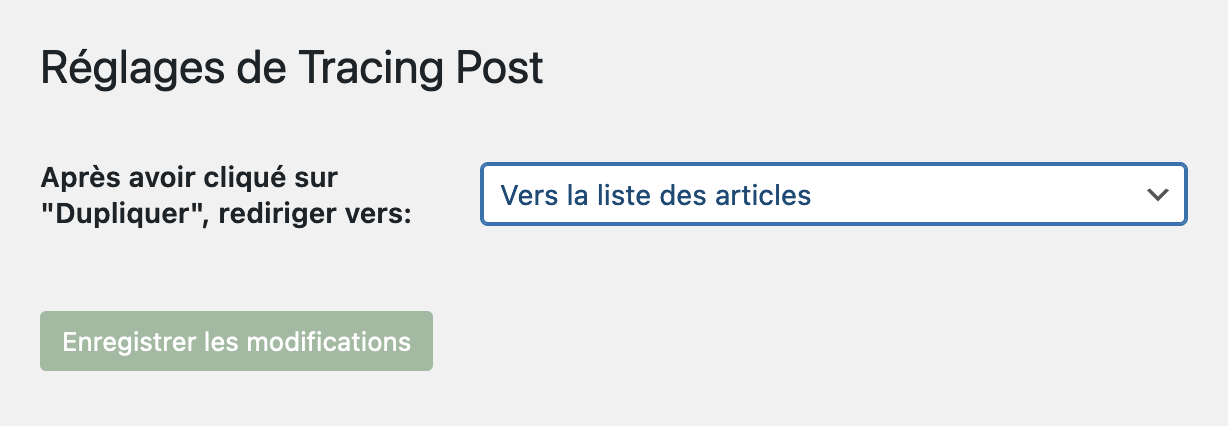 Réglages de Tracing Post
Après avoir cliqué sur
"Dupliquer", rediriger vers:
Vers la liste des articles
Enregistrer les modifications